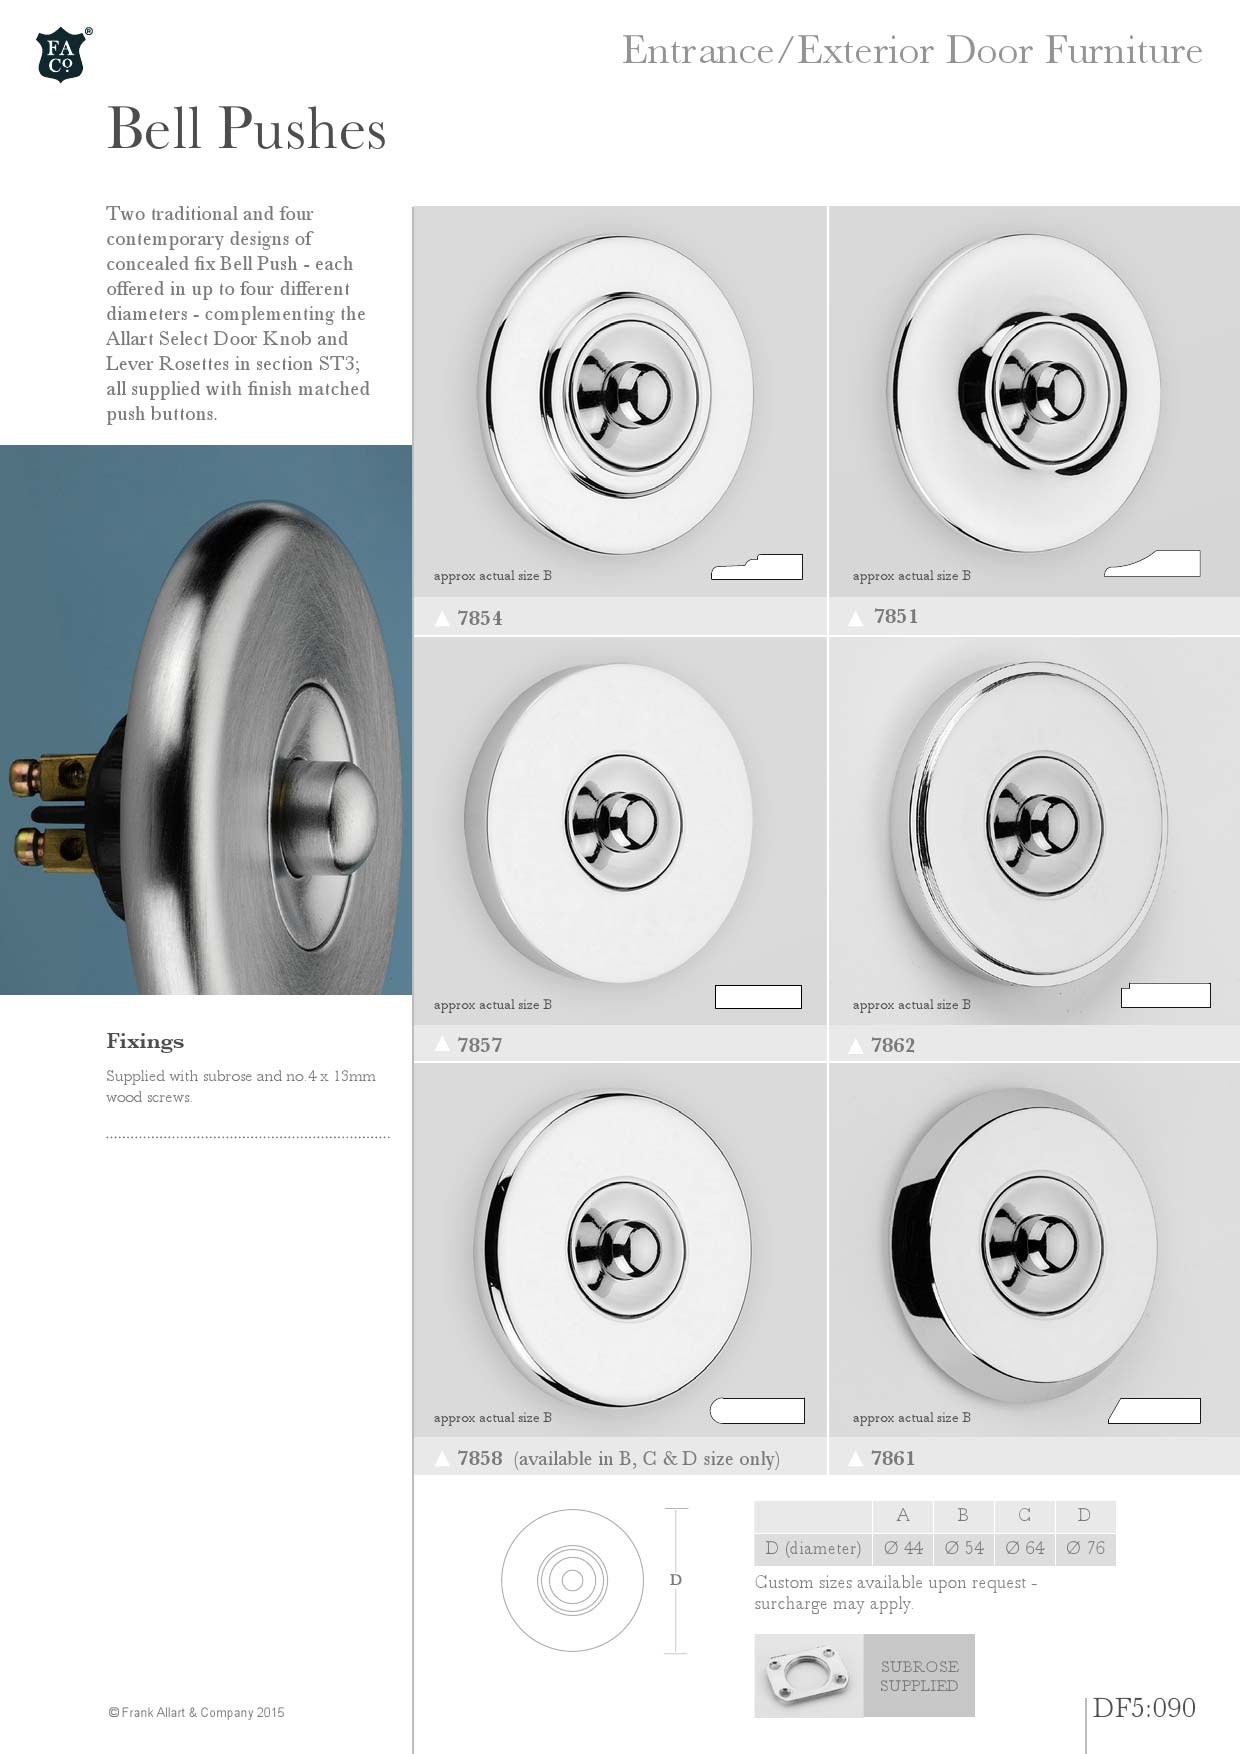 FA
Co.
®
Entrance/Exterior Door Furniture
Bell Pushes
Two traditional and four
contemporary designs of
concealed fix Bell Push - each
offered in up to four different
diameters - complementing the
Allart Select Door Knob and
Lever Rosettes in section ST3;
all supplied with finish matched
push buttons.
Fixings
Supplied with subrose and no.4 x 13mm
wood screws.
approx actual size B
7854
approx actual size B
7851
approx actual size B
7857
approx actual size B
7862
approx actual size B
7858 (available in B, C & D size only)
approx actual size B
7861
D
A B C D
D (diameter) Ø 44 Ø 54 Ø 64 Ø 76
Custom sizes available upon request -
surcharge may apply.
SUBROSE
SUPPLIED
© Frank Allart & Company 2015
DF5:090